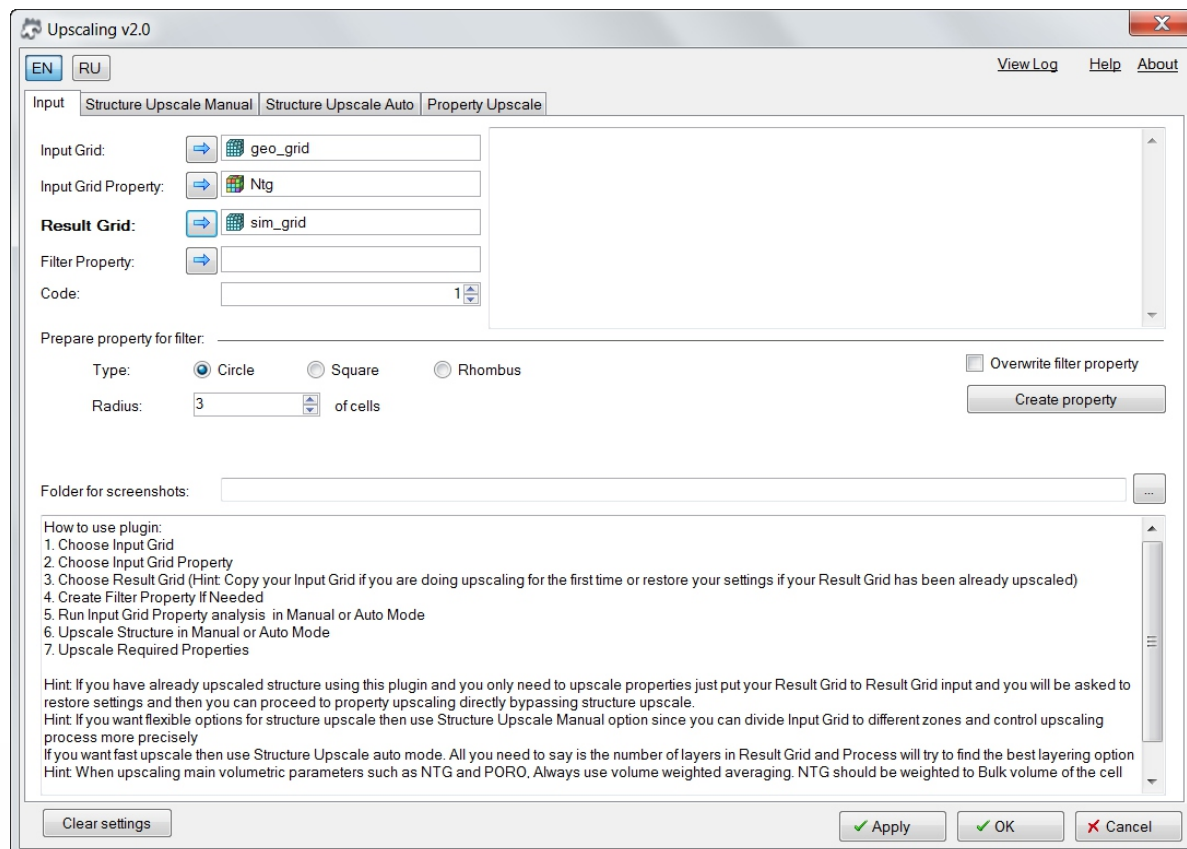 Upscaling v2.0
EN RU View Log Help About
Input Structure Upscale Manual Structure Upscale Auto Property Upscale
Input Grid: geo_grid
Input Grid Property: Ntg
Result Grid: sim_grid
Filter Property:
Code: 1
Prepare property for filter:
Type: Circle Square Rhombus Overwrite filter property
Radius: 3 of cells Create property
Folder for screenshots: ...
How to use plugin:
1. Choose Input Grid
2. Choose Input Grid Property
3. Choose Result Grid (Hint: Copy your Input Grid if you are doing upscaling for the first time or restore your settings if your Result Grid has been already upscaled)
4. Create Filter Property If Needed
5. Run Input Grid Property analysis in Manual or Auto Mode
6. Upscale Structure in Manual or Auto Mode
7. Upscale Required Properties
Hint: If you have already upscaled structure using this plugin and you only need to upscale properties just put your Result Grid to Result Grid input and you will be asked to
restore settings and then you can proceed to property upscaling directly bypassing structure upscale.
Hint: If you want flexible options for structure upscale then use Structure Upscale Manual option since you can divide Input Grid to different zones and control upscaling
process more precisely
If you want fast upscale then use Structure Upscale auto mode. All you need to say is the number of layers in Result Grid and Process will try to find the best layering option
Hint: When upscaling main volumetric parameters such as NTG and PORO, Always use volume weighted averaging. NTG should be weighted to Bulk volume of the cell
Clear settings Apply OK Cancel